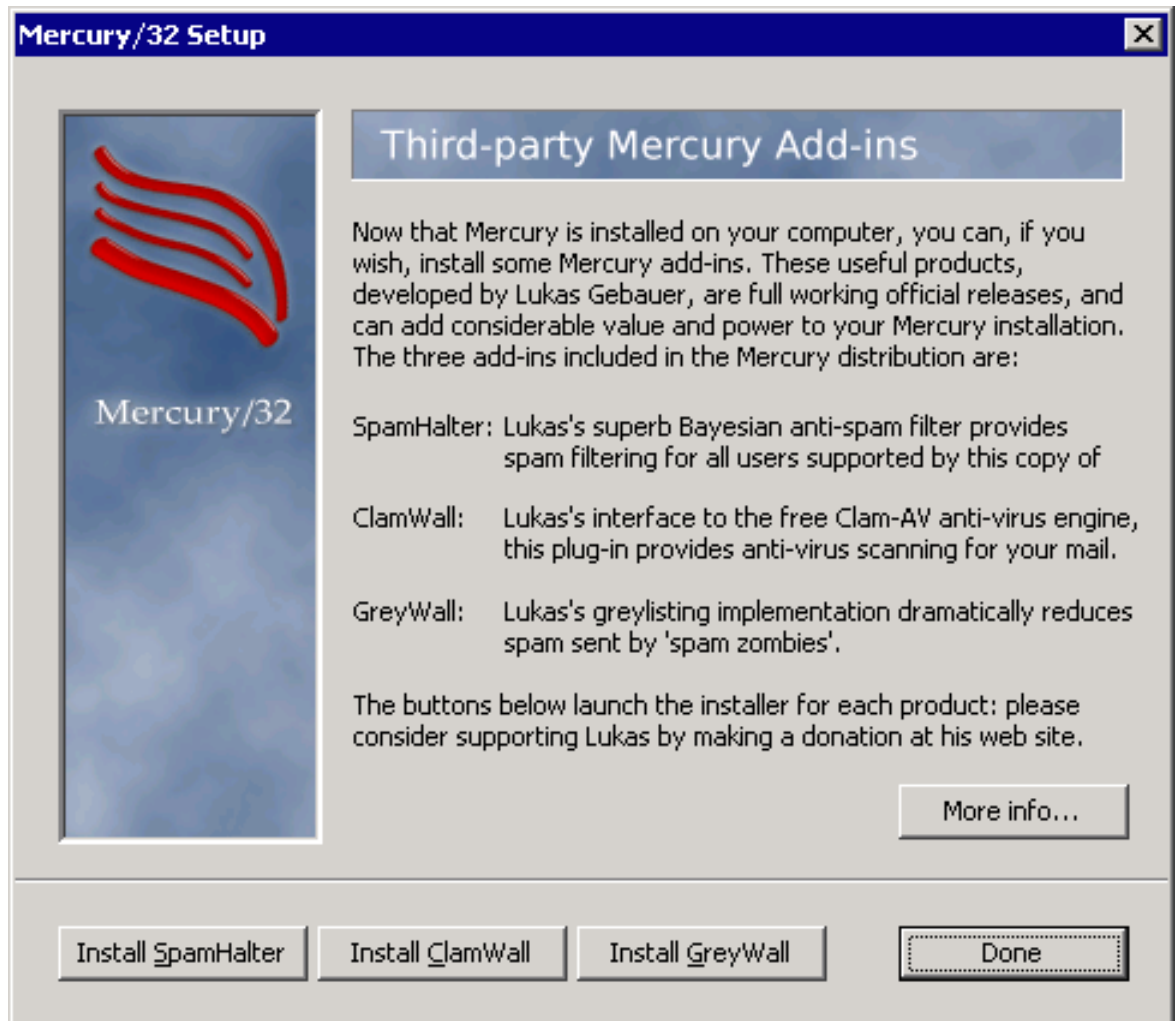 Mercury/32 Setup
Third-party Mercury Add-ins
Mercury/32
Now that Mercury is installed on your computer, you can, if you
wish, install some Mercury add-ins. These useful products,
developed by Lukas Gebauer, are full working official releases, and
can add considerable value and power to your Mercury installation.
The three add-ins included in the Mercury distribution are:
SpamHalter: Lukas's superb Bayesian anti-spam filter provides
spam filtering for all users supported by this copy of
ClamWall: Lukas's interface to the free Clam-AV anti-virus engine,
this plug-in provides anti-virus scanning for your mail.
GreyWall: Lukas's greylisting implementation dramatically reduces
spam sent by 'spam zombies'.
The buttons below launch the installer for each product: please
consider supporting Lukas by making a donation at his web site.
More info...
Install SpamHalter Install ClamWall Install GreyWall Done